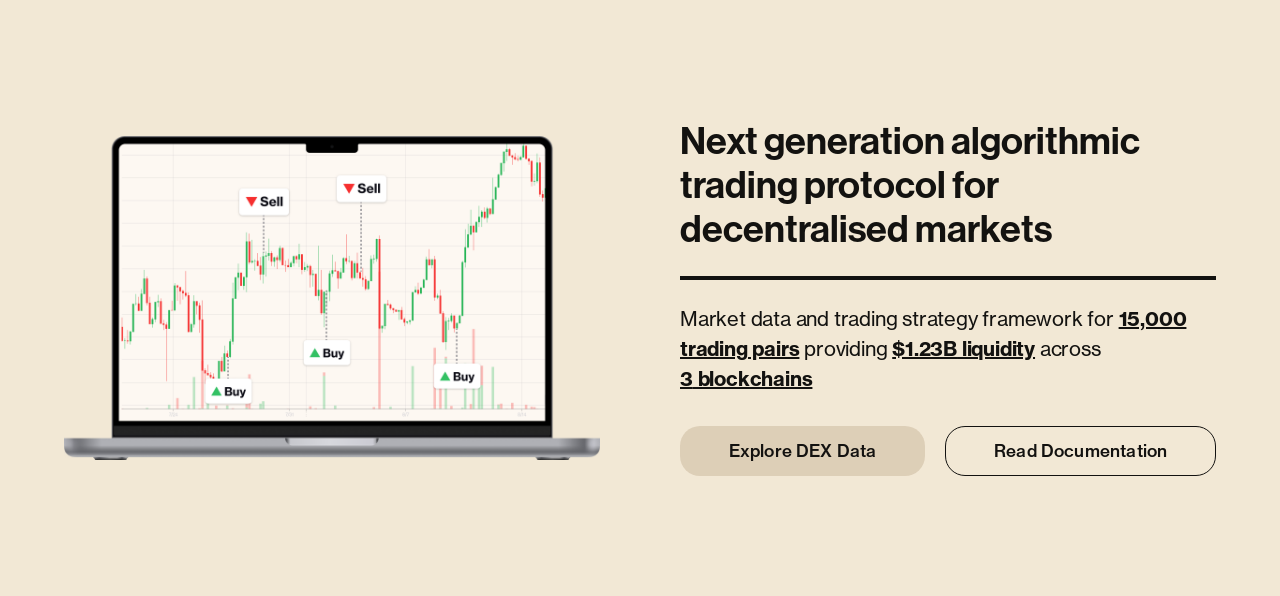 Sell
Sell
Buy
Buy
Buy
Next generation algorithmic
trading protocol for
decentralised markets
Market data and trading strategy framework for 15,000
trading pairs providing $1.23B liquidity across
3 blockchains
Explore DEX Data
Read Documentation